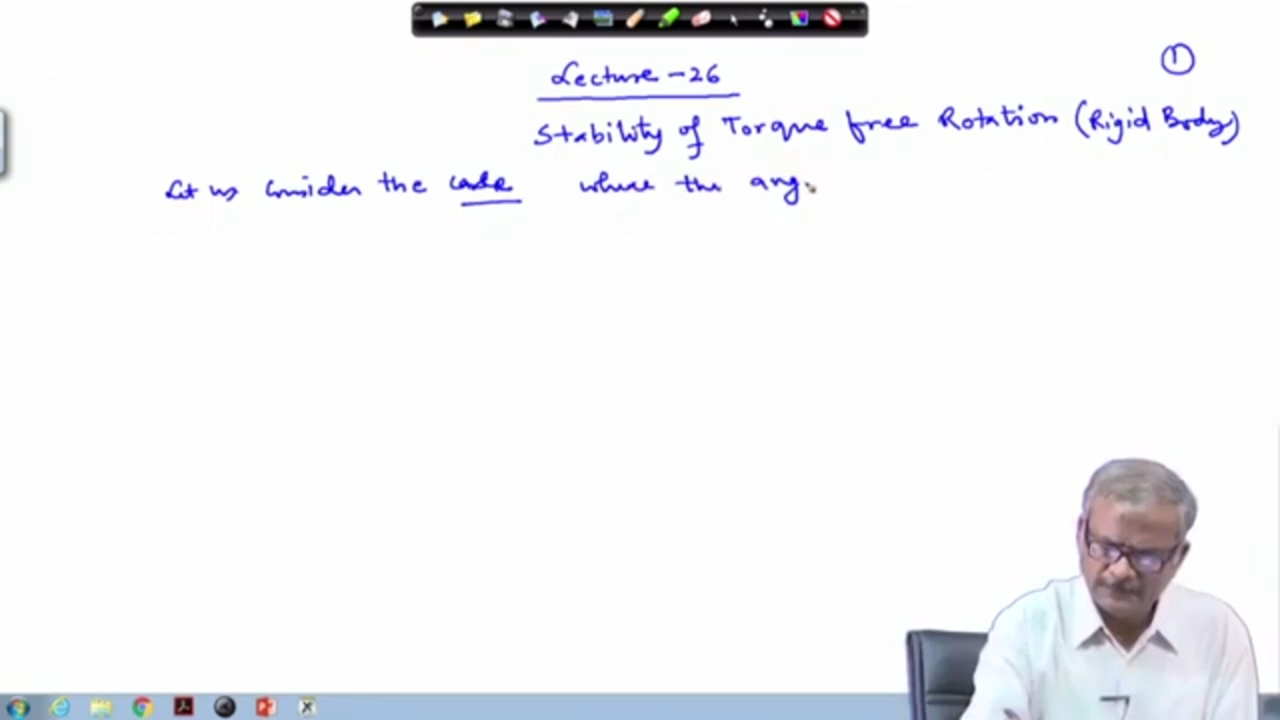 Lecture - 26
①
Stability of Torque free Rotation (Rigid Body)
Let us consider the case where the ang